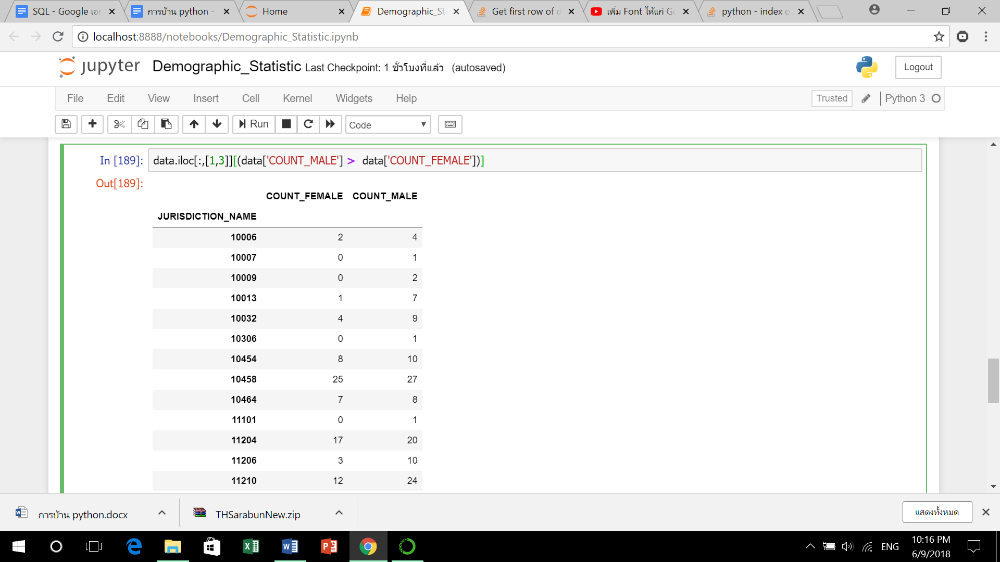 SQL - Google เอ
การบ้าน python -
Home
Demographic_St
Get first row of d
เพิ่ม Font ให้แก่ Go
python - index o
localhost:8888/notebooks/Demographic_Statistic.ipynb
jupyter Demographic_Statistic Last Checkpoint: 1 ชั่วโมงที่แล้ว (autosaved)
Logout
File Edit View Insert Cell Kernel Widgets Help
Trusted Python 3
Run Code
In [189]: data.iloc[:,[1,3]][(data['COUNT_MALE'] > data['COUNT_FEMALE'])]
Out[189]:
COUNT_FEMALE COUNT_MALE
JURISDICTION_NAME
10006 2 4
10007 0 1
10009 0 2
10013 1 7
10032 4 9
10306 0 1
10454 8 10
10458 25 27
10464 7 8
11101 0 1
11204 17 20
11206 3 10
11210 12 24
การบ้าน python.docx
THSarabunNew.zip
แสดงทั้งหมด
ENG
10:16 PM
6/9/2018